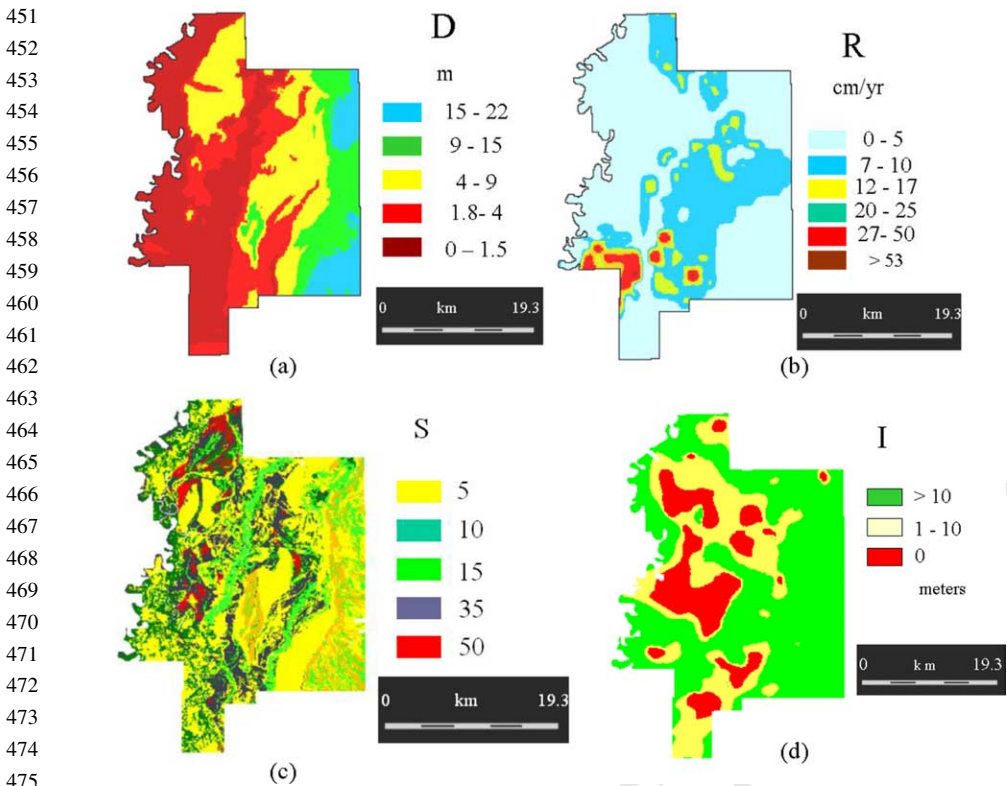 451
452
453
454
455
456
457
458
459
460
461
462
463
464
465
466
467
468
469
470
471
472
473
474
475
D
m
15 - 22
9 - 15
4 - 9
1.8- 4
0 – 1.5
0 km 19.3
(a)
R
cm/yr
0 - 5
7 - 10
12 - 17
20 - 25
27- 50
> 53
0 km 19.3
(b)
S
5
10
15
35
50
0 km 19.3
(c)
I
> 10
1 - 10
0
meters
0 k m 19.3
(d)